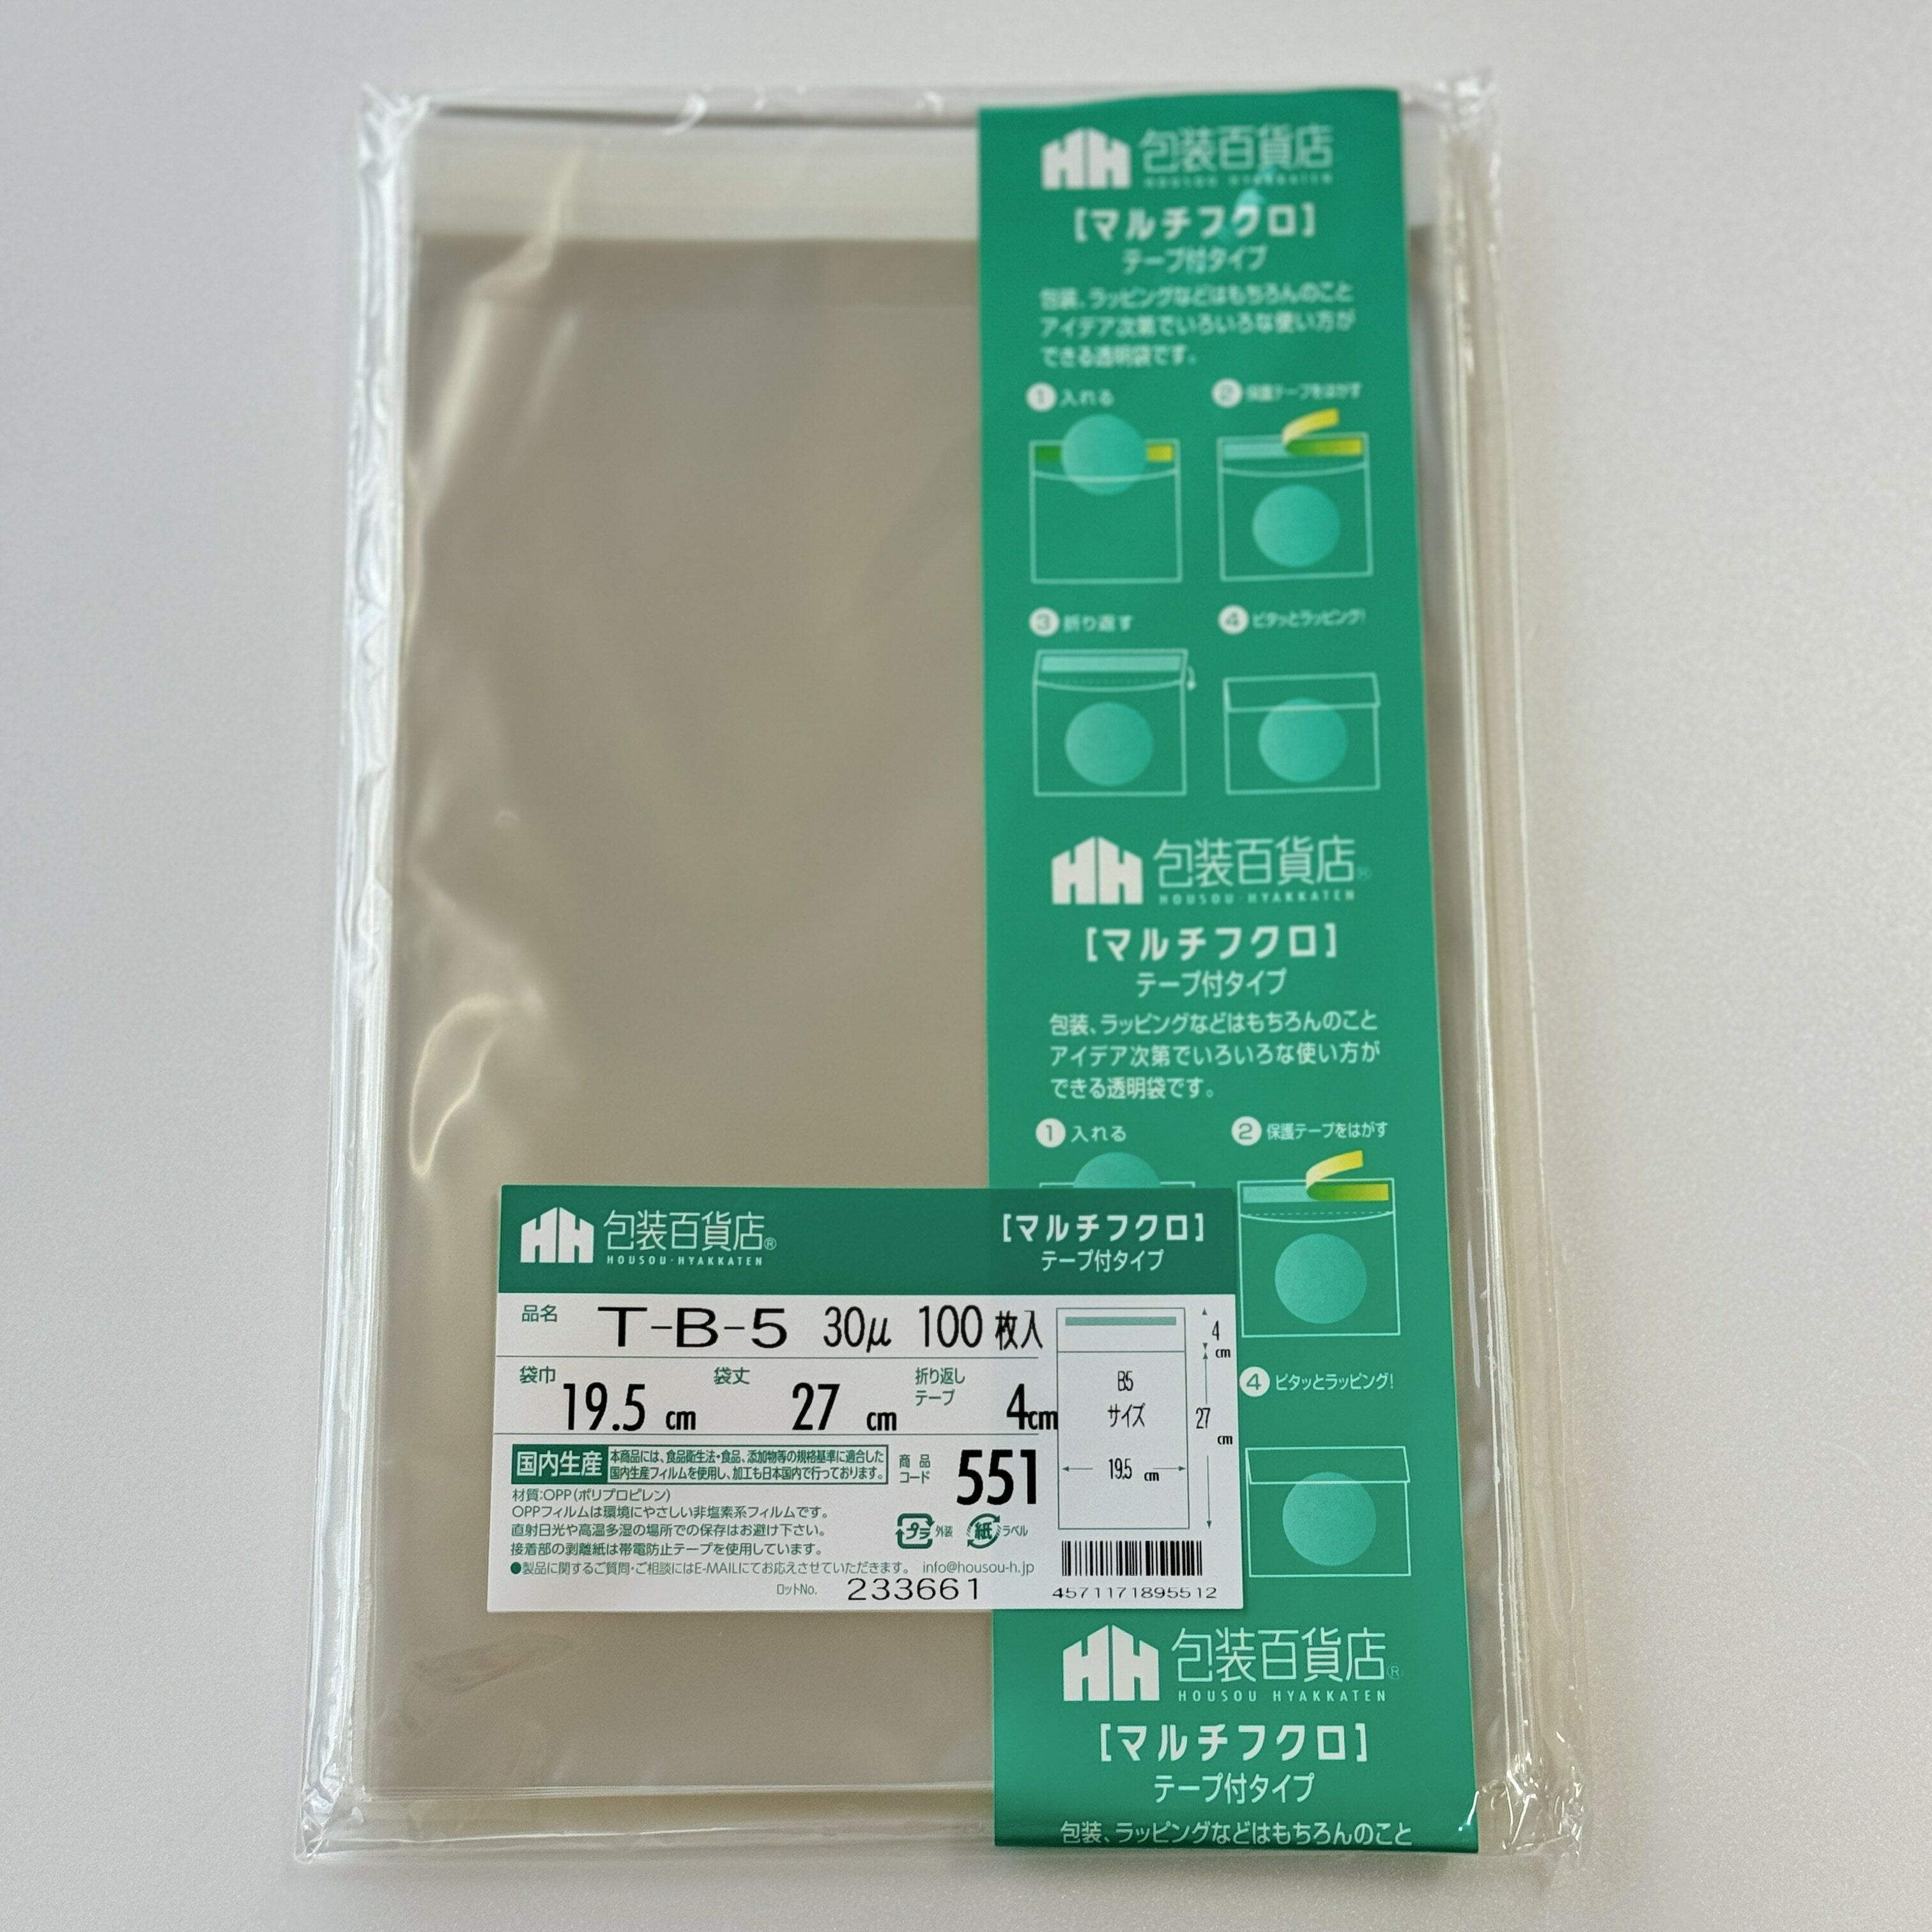 包装百貨店
HOUSOU HYAKKATEN
[マルチフクロ]
テープ付タイプ
包装、ラッピングなどはもちろんのこと
アイデア次第でいろいろな使い方が
できる透明袋です。
1 入れる
2 保護テープをはがす
3 折り返す
4 ピタッとラッピング!
包装百貨店®
HOUSOU·HYAKKATEN
[マルチフクロ]
テープ付タイプ
包装、ラッピングなどはもちろんのこと
アイデア次第でいろいろな使い方が
できる透明袋です。
1 入れる
2 保護テープをはがす
4 ピタッとラッピング!
包装百貨店®
HOUSOU·HYAKKATEN
[マルチフクロ]
テープ付タイプ
品名 T-B-5 30μ 100枚入
袋巾 19.5 cm 袋丈 27 cm 折り返しテープ 4cm
国内生産 本商品には、食品衛生法・食品、添加物等の規格基準に適合した
国内生産フィルムを使用し、加工も日本国内で行っております。
商品コード 551
材質:OPP(ポリプロピレン)
OPPフィルムは環境にやさしい非塩素系フィルムです。
直射日光や高温多湿の場所での保存はお避け下さい。
接着部の剥離紙は帯電防止テープを使用しています。
プラ 外装 紙 ラベル
●製品に関するご質問・ご相談にはE-MAILにてお応えさせていただきます。 info@housou-h.jp
ロットNo. 233661
4 cm
B5
サイズ
27 cm
19.5 cm
4571171895512
包装百貨店®
HOUSOU HYAKKATEN
[マルチフクロ]
テープ付タイプ
包装、ラッピングなどはもちろんのこと